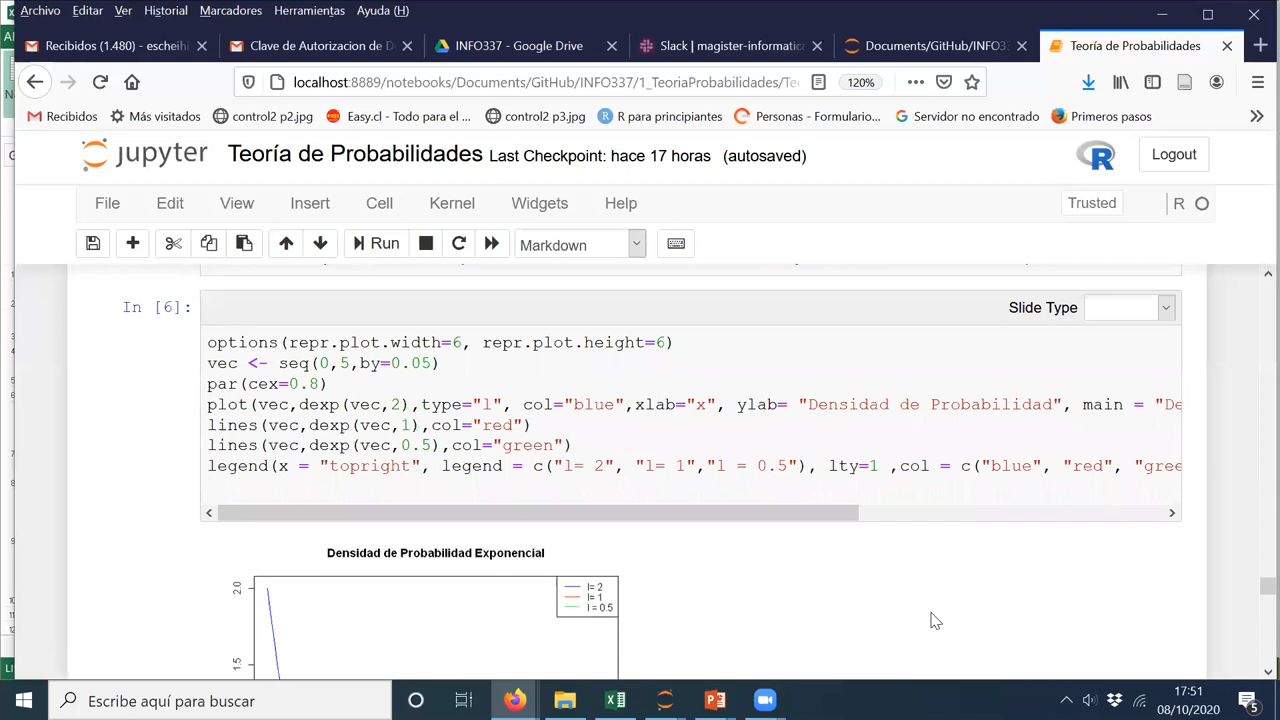 Archivo Editar Ver Historial Marcadores Herramientas Ayuda (H)
Recibidos (1.480) - escheih
Clave de Autorización de D
INFO337 - Google Drive
Slack | magister-informatica
Documents/GitHub/INFO33
Teoría de Probabilidades
localhost:8889/notebooks/Documents/GitHub/INFO337/1_TeoriaProbabilidades/Te
120%
Recibidos
Más visitados
control2 p2.jpg
Easy.cl - Todo para el ...
control2 p3.jpg
R para principiantes
Personas - Formulario...
Servidor no encontrado
Primeros pasos
jupyter Teoría de Probabilidades Last Checkpoint: hace 17 horas (autosaved)
R
Logout
File Edit View Insert Cell Kernel Widgets Help
Trusted
R
Run
Markdown
In [6]:
Slide Type
options(repr.plot.width=6, repr.plot.height=6)
vec <- seq(0,5,by=0.05)
par(cex=0.8)
plot(vec,dexp(vec,2),type="l", col="blue",xlab="x", ylab= "Densidad de Probabilidad", main = "De
lines(vec,dexp(vec,1),col="red")
lines(vec,dexp(vec,0.5),col="green")
legend(x = "topright", legend = c("l= 2", "l= 1","l = 0.5"), lty=1 ,col = c("blue", "red", "gree
Densidad de Probabilidad Exponencial
2.0
1.5
l= 2
l= 1
l = 0.5
Escribe aquí para buscar
17:51
08/10/2020
5